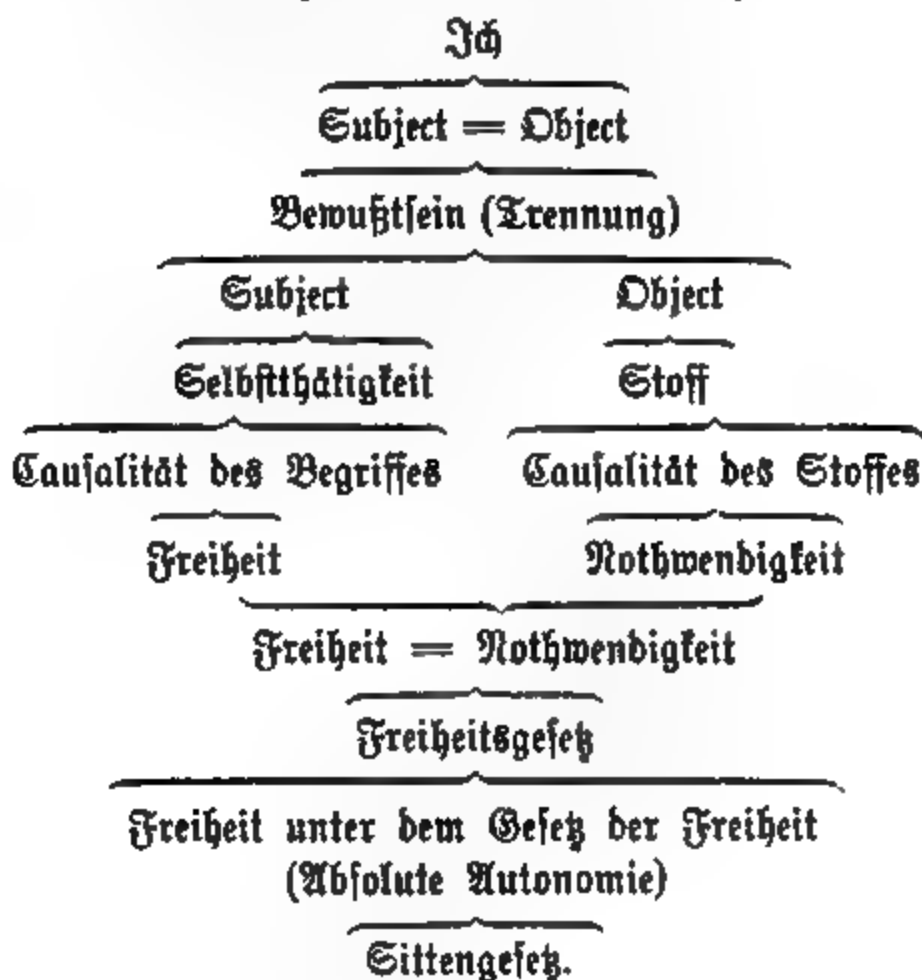 Ich
Subject = Object
Bewußtsein (Trennung)
Subject Object
Selbstthätigkeit Stoff
Causalität des Begriffes Causalität des Stoffes
Freiheit Nothwendigkeit
Freiheit = Nothwendigkeit
Freiheitsgesetz
Freiheit unter dem Gesetz der Freiheit
(Absolute Autonomie)
Sittengesetz.